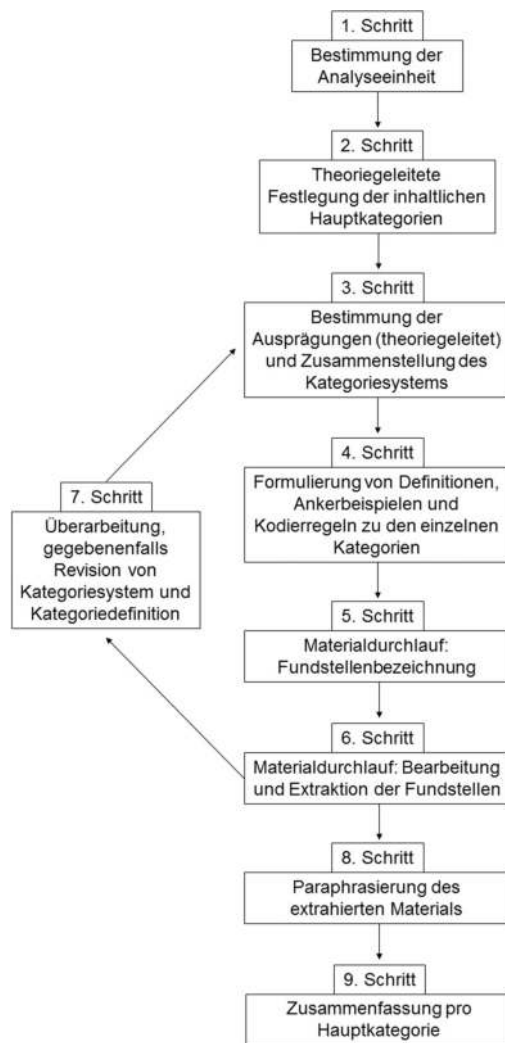 1. Schritt
Bestimmung der
Analyseeinheit
2. Schritt
Theoriegeleitete
Festlegung der inhaltlichen
Hauptkategorien
3. Schritt
Bestimmung der
Ausprägungen (theoriegeleitet)
und Zusammenstellung des
Kategoriesystems
4. Schritt
Formulierung von Definitionen,
Ankerbeispielen und
Kodierregeln zu den einzelnen
Kategorien
5. Schritt
Materialdurchlauf:
Fundstellenbezeichnung
6. Schritt
Materialdurchlauf: Bearbeitung
und Extraktion der Fundstellen
7. Schritt
Überarbeitung,
gegebenenfalls
Revision von
Kategoriesystem und
Kategoriedefinition
8. Schritt
Paraphrasierung des
extrahierten Materials
9. Schritt
Zusammenfassung pro
Hauptkategorie